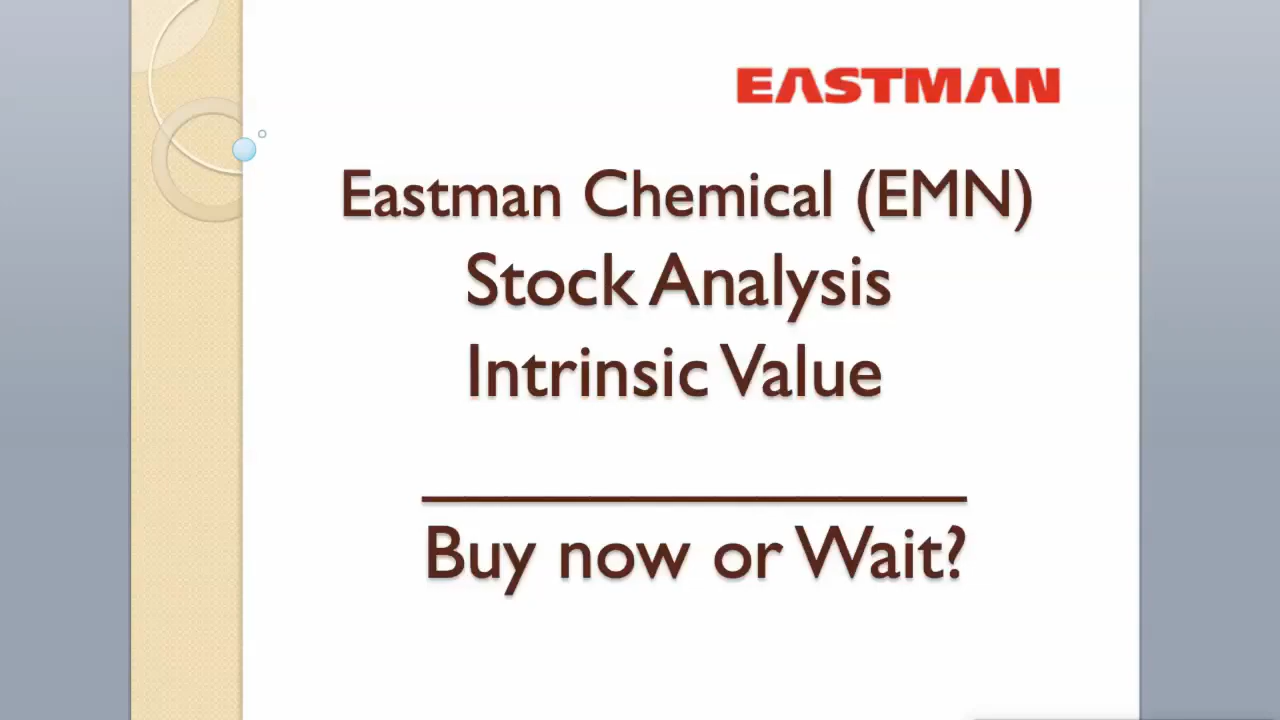 EASTMAN
Eastman Chemical (EMN)
Stock Analysis
Intrinsic Value
Buy now or Wait?